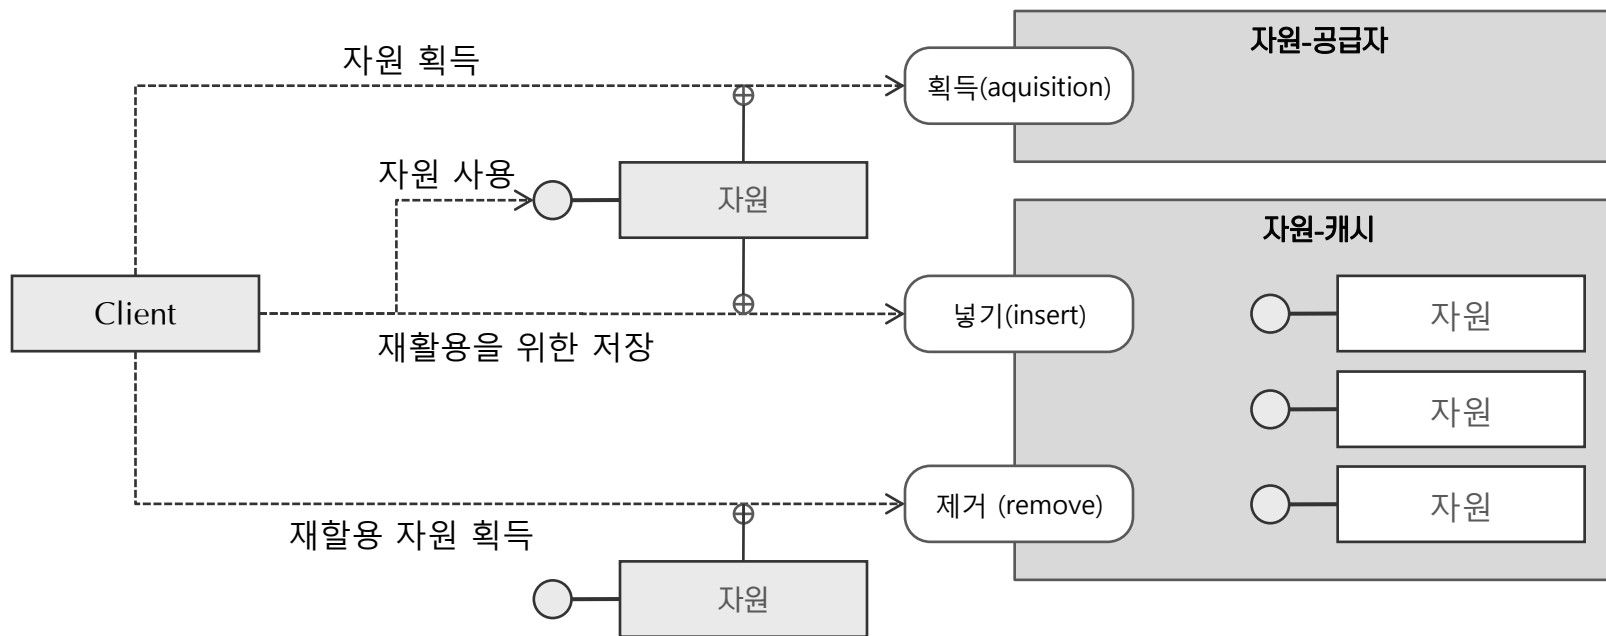 자원-공급자
자원 획득
획득(aquisition)
자원 사용
자원
자원-캐시
Client
넣기(insert)
자원
재활용을 위한 저장
자원
제거 (remove)
자원
재할용 자원 획득
자원